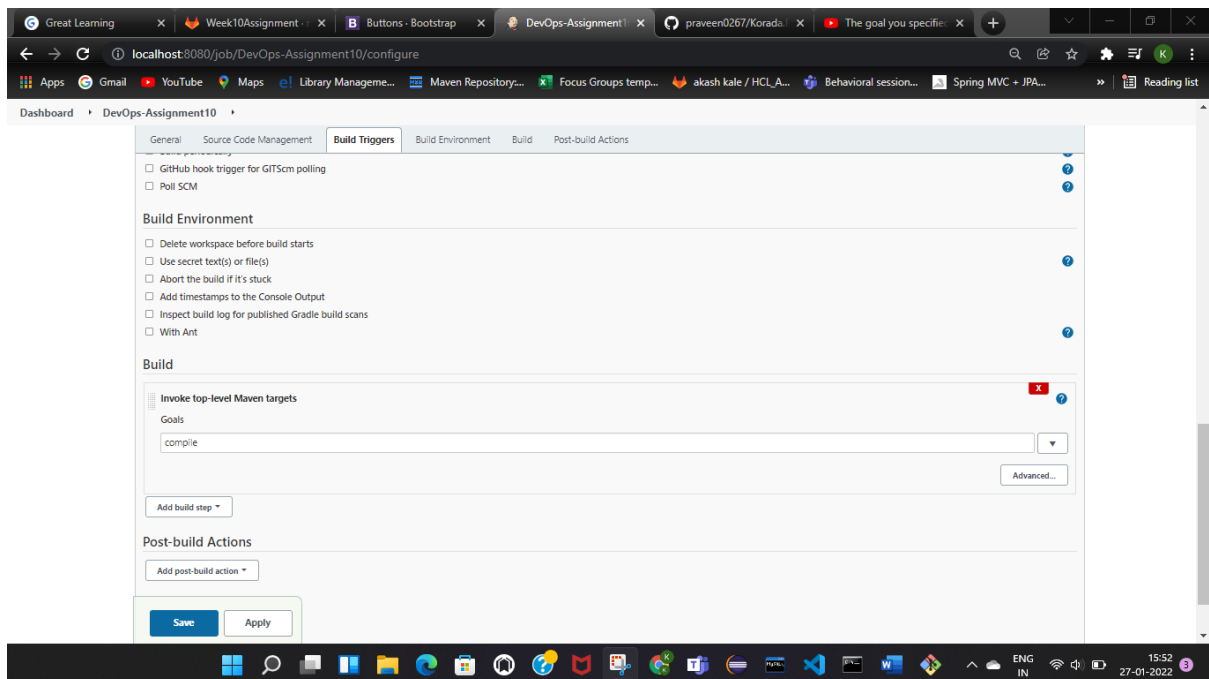 Great Learning
Week10Assignment · r
B Buttons · Bootstrap
DevOps-Assignment1
praveen0267/Korada.
The goal you specifie
localhost:8080/job/DevOps-Assignment10/configure
K
Apps
Gmail
YouTube
Maps
Library Manageme...
Maven Repository:...
Focus Groups temp...
akash kale / HCL_A...
Behavioral session...
Spring MVC + JPA...
»
Reading list
Dashboard
DevOps-Assignment10
General
Source Code Management
Build Triggers
Build Environment
Build
Post-build Actions
GitHub hook trigger for GITScm polling
Poll SCM
Build Environment
Delete workspace before build starts
Use secret text(s) or file(s)
Abort the build if it's stuck
Add timestamps to the Console Output
Inspect build log for published Gradle build scans
With Ant
Build
X
Invoke top-level Maven targets
Goals
compile
Advanced...
Add build step
Post-build Actions
Add post-build action
Save
Apply
ENG
IN
15:52
27-01-2022
3